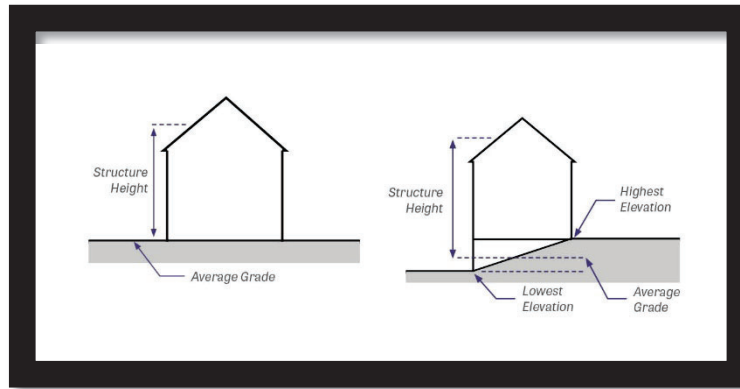 Structure
Height
Average Grade
Structure
Height
Highest
Elevation
Lowest
Elevation
Average
Grade